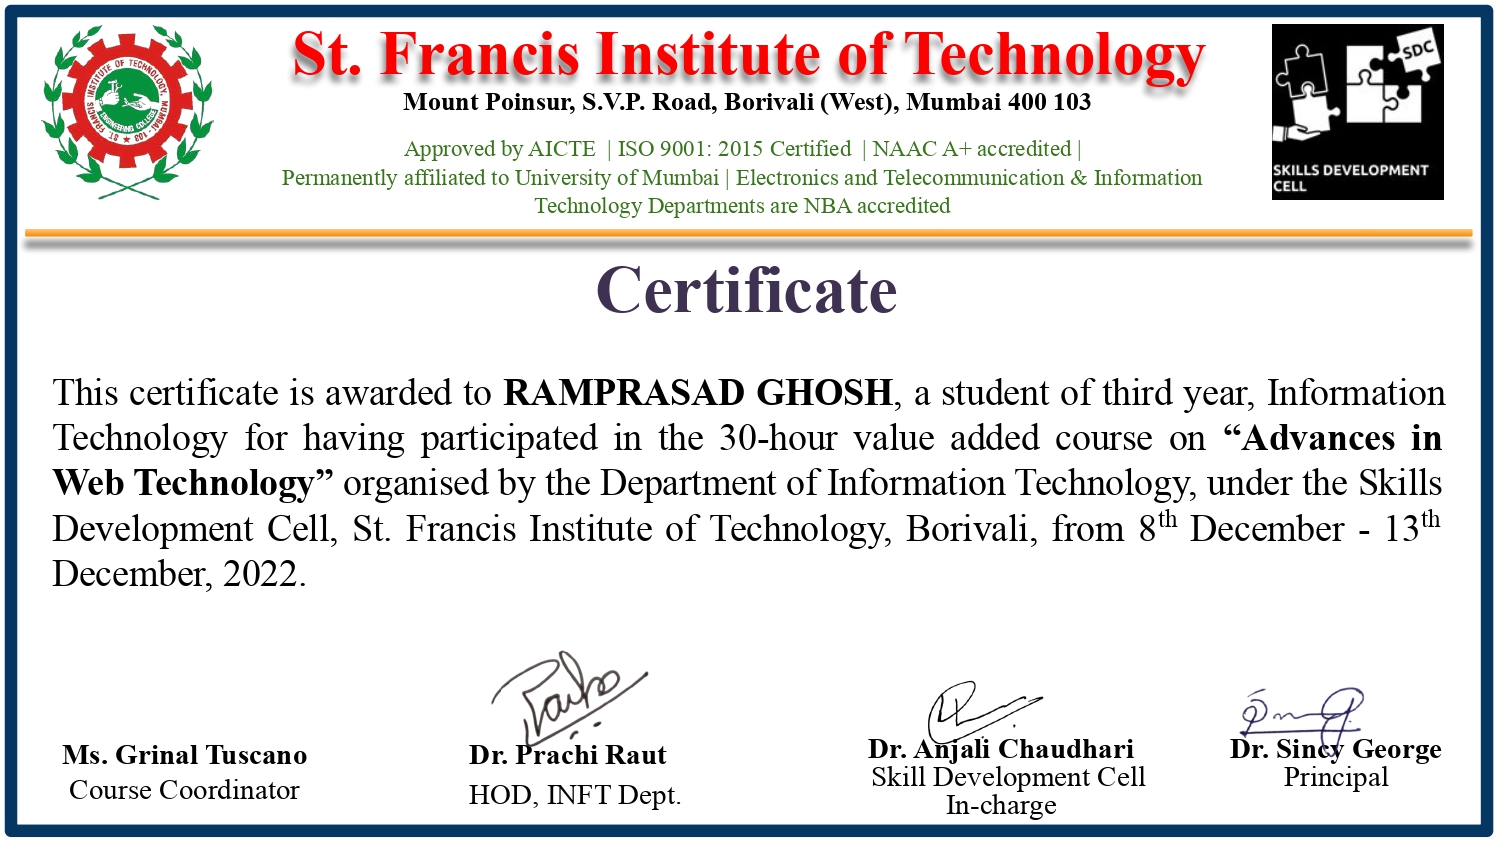 St. Francis Institute of Technology
Mount Poinsur, S.V.P. Road, Borivali (West), Mumbai 400 103
Approved by AICTE | ISO 9001: 2015 Certified | NAAC A+ accredited |
Permanently affiliated to University of Mumbai | Electronics and Telecommunication & Information
Technology Departments are NBA accredited
ST. FRANCIS INSTITUTE OF TECHNOLOGY, MUMBAI - 103
ENGINEERING COLLEGE
SDC
SKILLS DEVELOPMENT
CELL
Certificate
This certificate is awarded to RAMPRASAD GHOSH, a student of third year, Information
Technology for having participated in the 30-hour value added course on “Advances in
Web Technology” organised by the Department of Information Technology, under the Skills
Development Cell, St. Francis Institute of Technology, Borivali, from 8th December - 13th
December, 2022.
Ms. Grinal Tuscano
Course Coordinator
Dr. Prachi Raut
HOD, INFT Dept.
Dr. Anjali Chaudhari
Skill Development Cell
In-charge
Dr. Sincy George
Principal